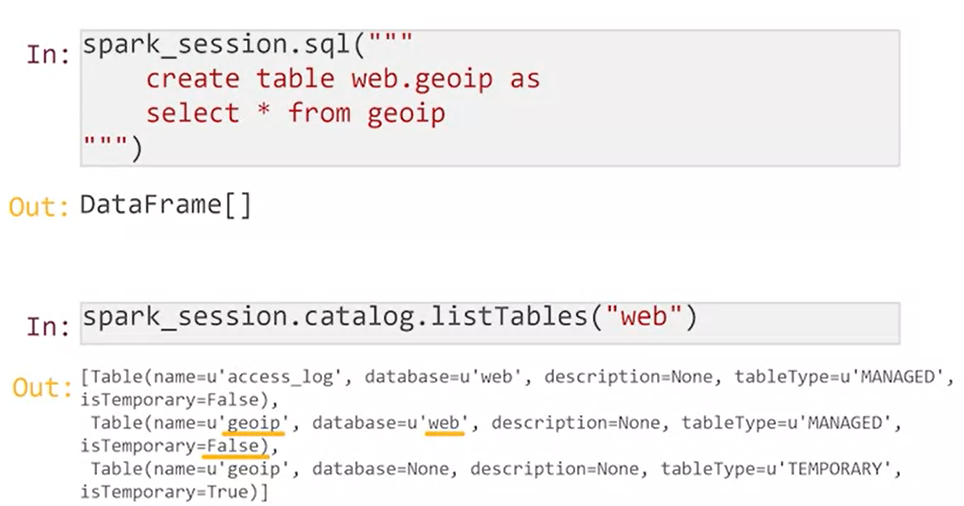 In: spark_session.sql("""
create table web.geoip as
select * from geoip
""")
Out: DataFrame[]
In: spark_session.catalog.listTables("web")
Out: [Table(name=u'access_log', database=u'web', description=None, tableType=u'MANAGED',
isTemporary=False),
Table(name=u'geoip', database=u'web', description=None, tableType=u'MANAGED',
isTemporary=False),
Table(name=u'geoip', database=None, description=None, tableType=u'TEMPORARY',
isTemporary=True)]